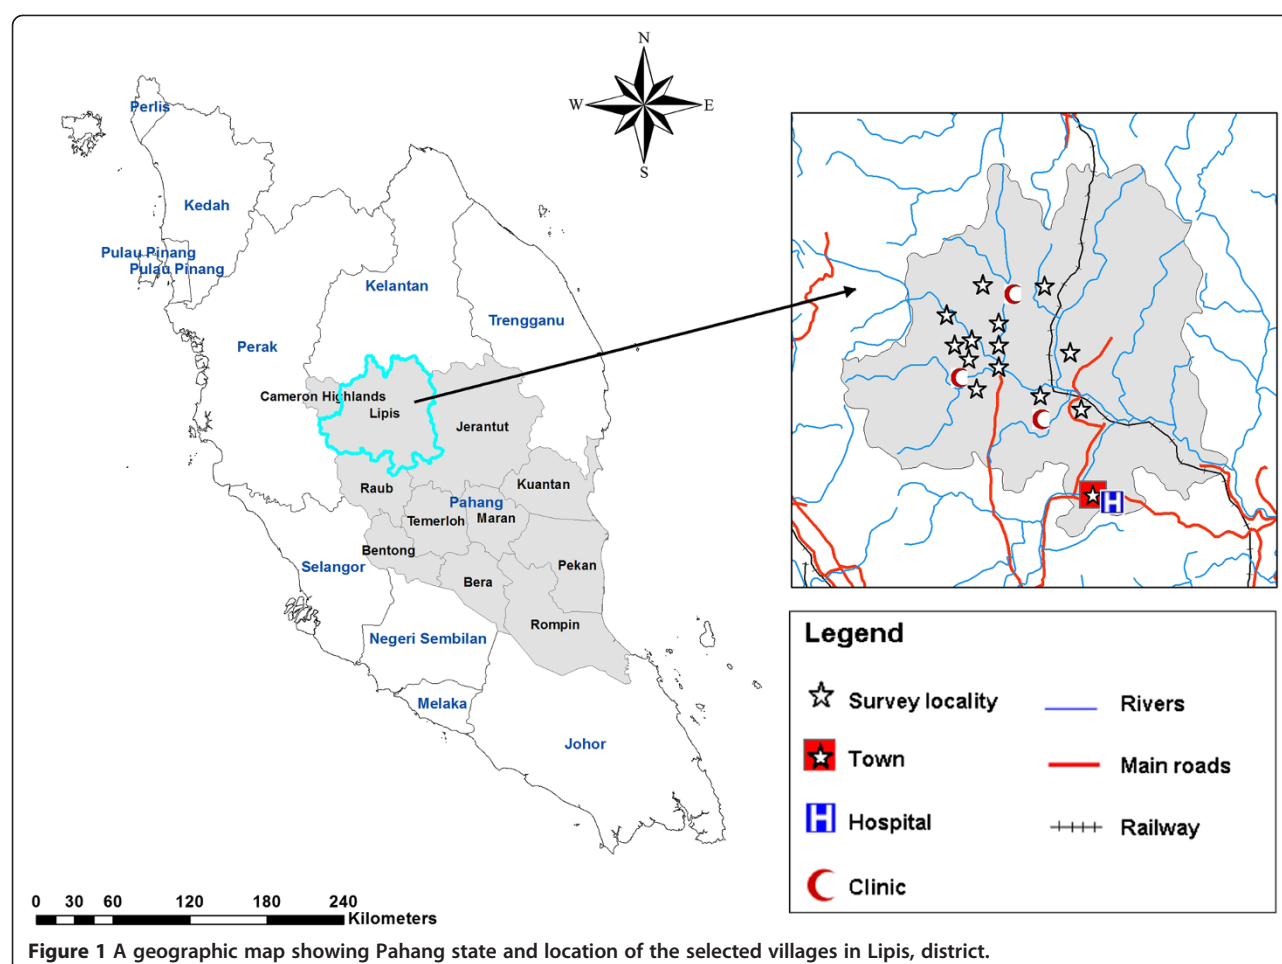 N
W E
S
Perlis
Kedah
Pulau Pinang
Pulau Pinang
Kelantan
Trengganu
Perak
Cameron Highlands
Lipis
Jerantut
Raub
Kuantan
Pahang
Temerloh
Maran
Bentong
Selangor
Bera
Pekan
Rompin
Negeri Sembilan
Melaka
Johor
H
Legend
Survey locality
Rivers
Town
Main roads
H Hospital
Railway
Clinic
0 30 60 120 180 240
Kilometers
Figure 1 A geographic map showing Pahang state and location of the selected villages in Lipis, district.